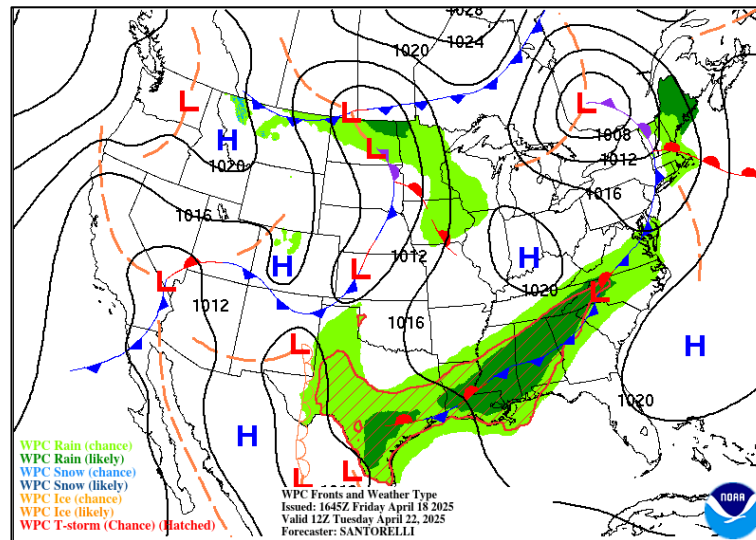 1028
1024
1020
L
L
L
1008
H
L
1012
1020
1016
1016
H
L
1012
H
L
1020
L
1012
1016
L
H
H
1020
L
L
WPC Rain (chance)
WPC Rain (likely)
WPC Snow (chance)
WPC Snow (likely)
WPC Ice (chance)
WPC Ice (likely)
WPC T-storm (Chance) (Hatched)
WPC Fronts and Weather Type
Issued: 1645Z Friday April 18 2025
Valid 12Z Tuesday April 22, 2025
Forecaster: SANTORELLI
NOAA